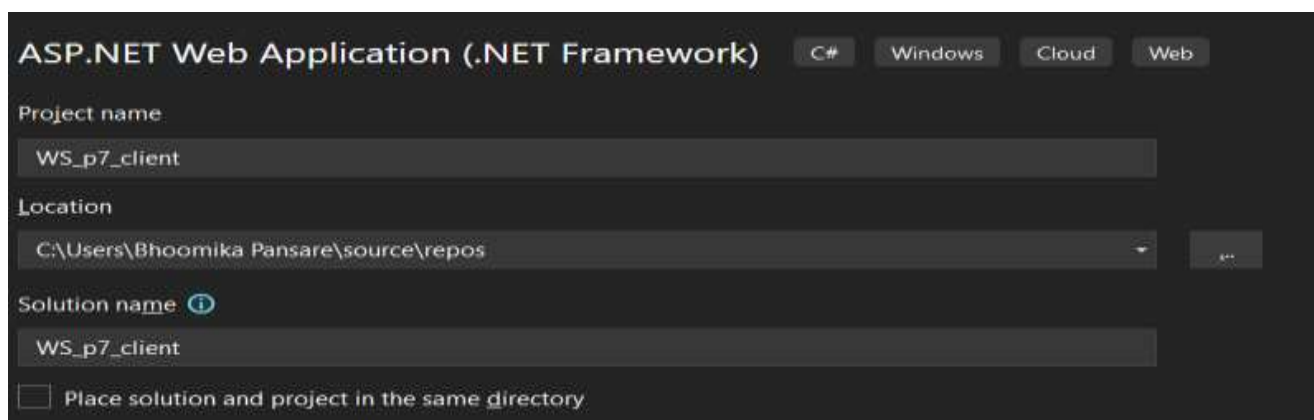 ASP.NET Web Application (.NET Framework) C# Windows Cloud Web
Project name
WS_p7_client
Location
C:\Users\Bhoomika Pansare\source\repos
...
Solution name
WS_p7_client
Place solution and project in the same directory